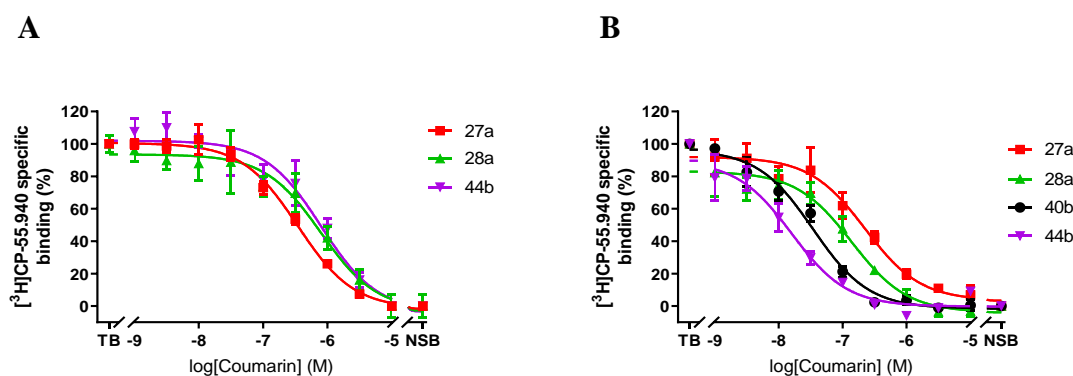 A
B
[³H]CP-55.940 specific
binding (%)
120
100
80
60
40
20
0
TB -9 -8 -7 -6 -5 NSB
log[Coumarin] (M)
27a
28a
44b
[³H]CP-55.940 specific
binding (%)
120
100
80
60
40
20
0
TB -9 -8 -7 -6 -5 NSB
log[Coumarin] (M)
27a
28a
40b
44b